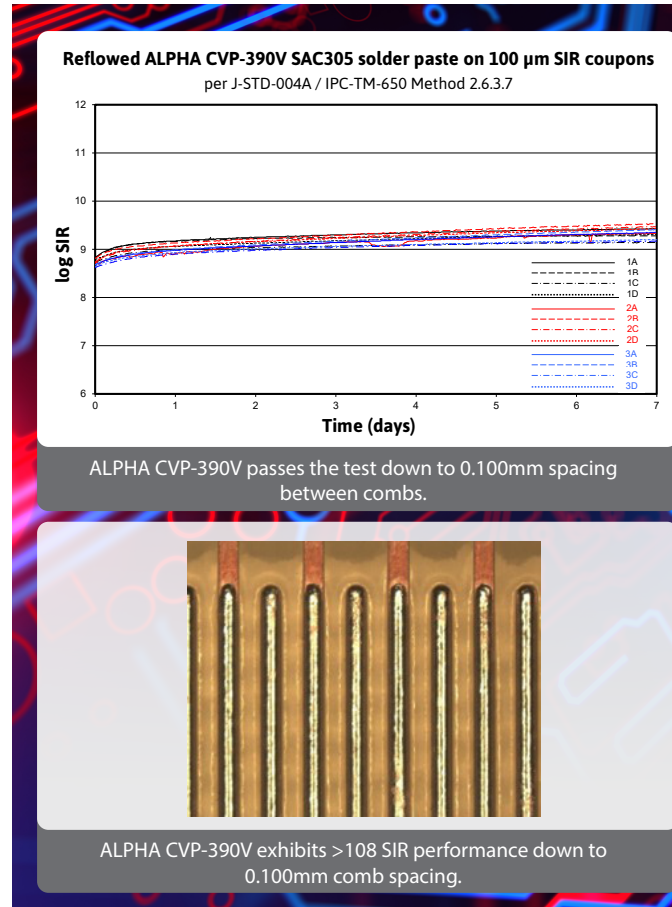 Reflowed ALPHA CVP-390V SAC305 solder paste on 100 µm SIR coupons
per J-STD-004A / IPC-TM-650 Method 2.6.3.7
12
11
10
9
8
7
6
log SIR
1A
1B
1C
1D
2A
2B
2C
2D
3A
3B
3C
3D
0 1 2 3 4 5 6 7
Time (days)
ALPHA CVP-390V passes the test down to 0.100mm spacing
between combs.
ALPHA CVP-390V exhibits >108 SIR performance down to
0.100mm comb spacing.